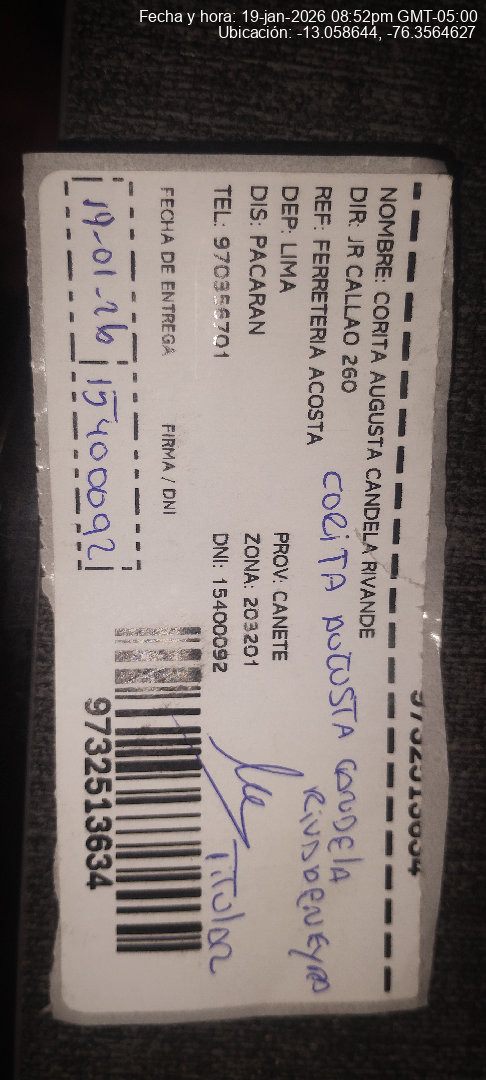 Fecha y hora: 19-jan-2026 08:52pm GMT-05:00
Ubicación: -13.058644, -76.3564627
NOMBRE: CORITA AUGUSTA CANDELA RIVANDE
DIR: JR CALLAO 260
REF: FERRETERIA ACOSTA
DEP: LIMA
PROV: CANETE
DIS: PACARAN
ZONA: 203201
TEL: 970356701
DNI: 15400092
CORITA AUGUSTA CANDELA
RIVADENEYRA
Titular
FECHA DE ENTREGA
FIRMA / DNI
19-01-26
15400092
9732513634
9732513634